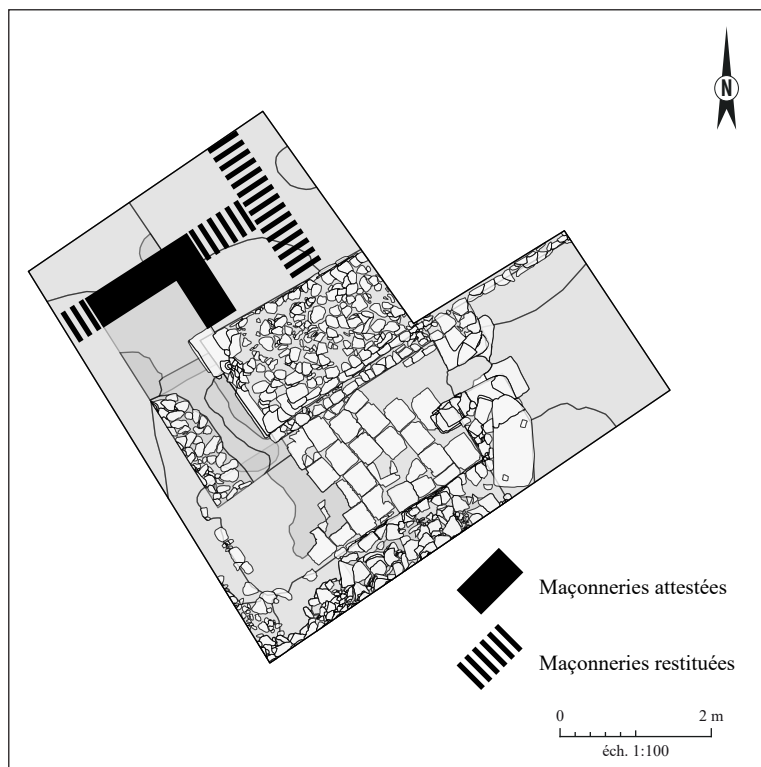 N
Maçonneries attestées
Maçonneries restituées
0 2 m
éch. 1:100